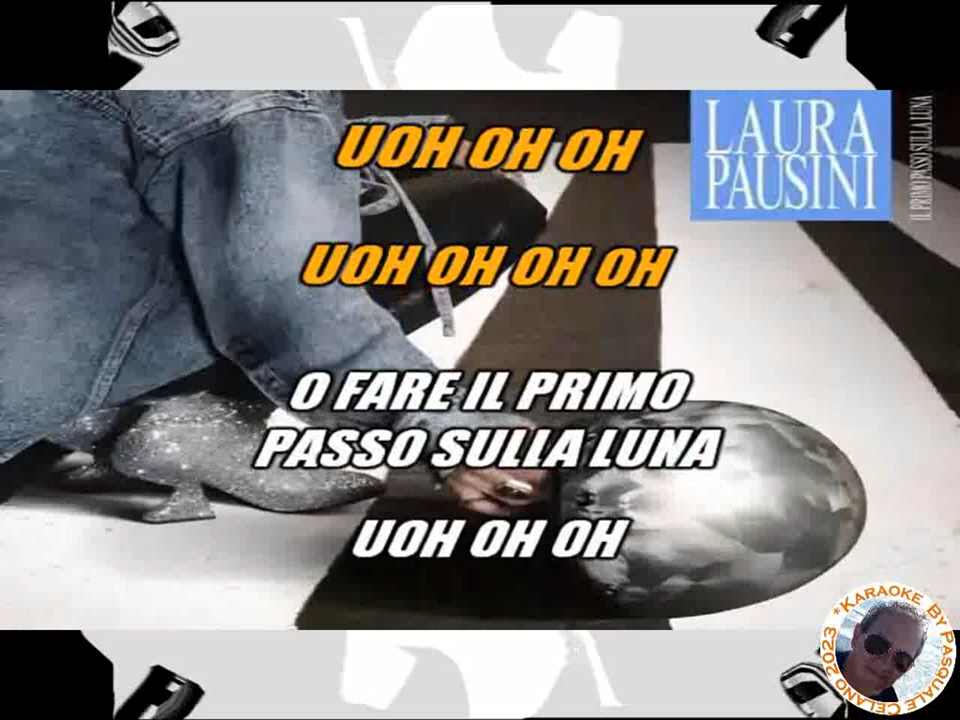 UOH OH OH
LAURA
PAUSINI
IL PRIMO PASSO SULLA LUNA
UOH OH OH OH
O FARE IL PRIMO
PASSO SULLA LUNA
UOH OH OH
*KARAOKE BY PASQUALE CELANO 2023